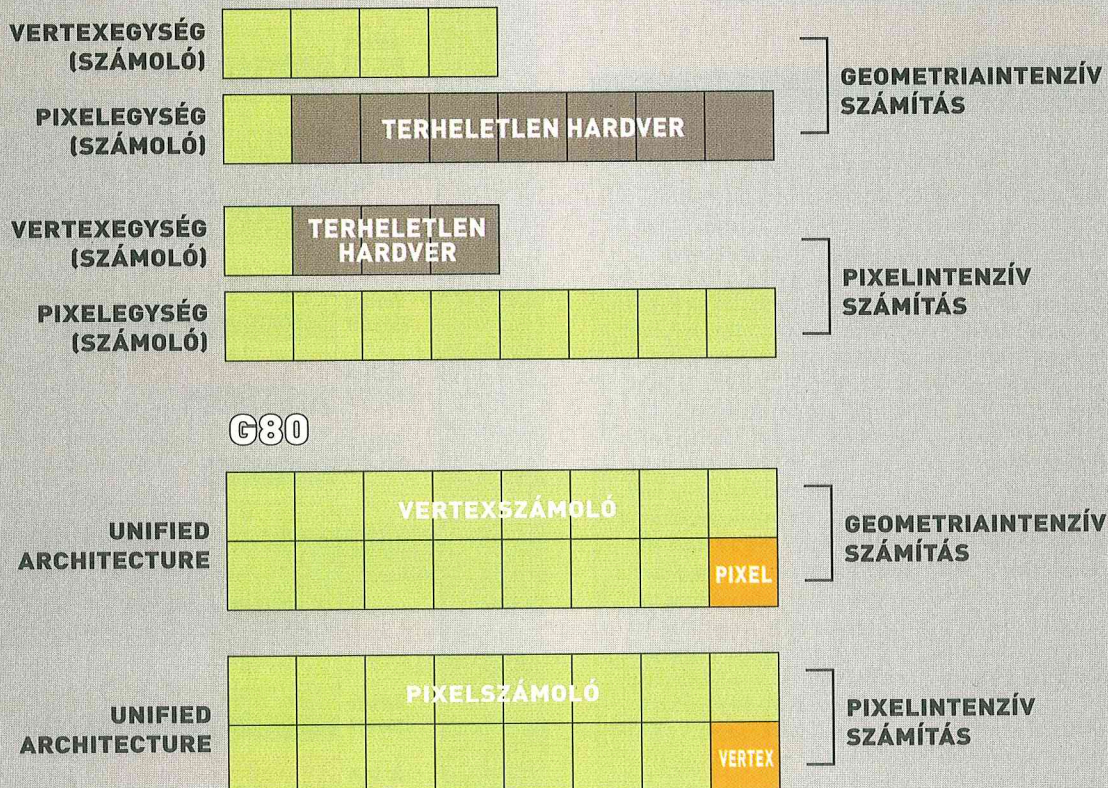 VERTEXEGYSÉG
(SZÁMOLÓ)
PIXELEGYSÉG
(SZÁMOLÓ)
TERHELETLEN HARDVER
GEOMETRIAINTENZÍV
SZÁMÍTÁS
VERTEXEGYSÉG
(SZÁMOLÓ)
TERHELETLEN
HARDVER
PIXELEGYSÉG
(SZÁMOLÓ)
PIXELINTENZÍV
SZÁMÍTÁS
G80
UNIFIED
ARCHITECTURE
VERTEXSZÁMOLÓ
PIXEL
GEOMETRIAINTENZÍV
SZÁMÍTÁS
UNIFIED
ARCHITECTURE
PIXELSZÁMOLÓ
VERTEX
PIXELINTENZÍV
SZÁMÍTÁS